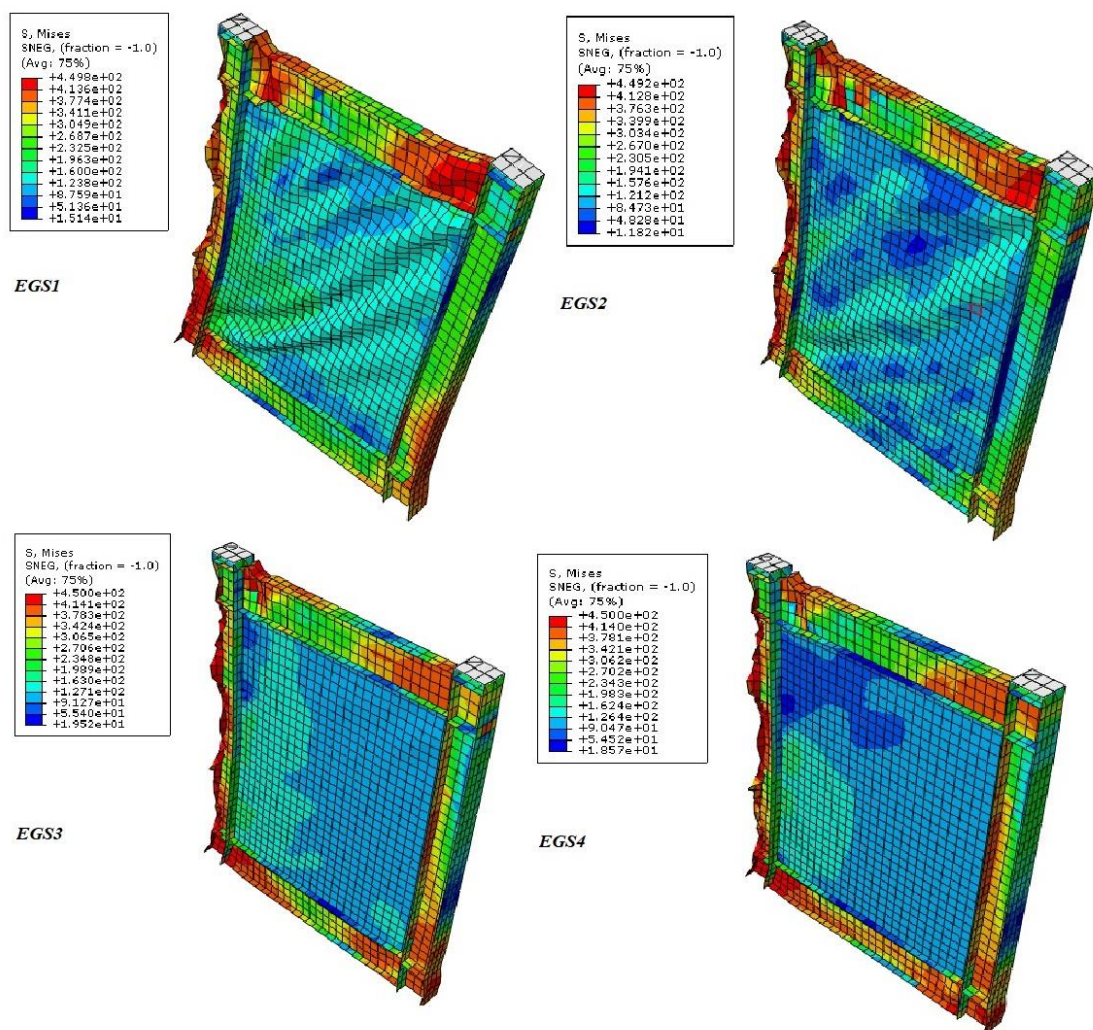 S, Mises
SNEG, (fraction = -1.0)
(Avg: 75%)
+4.498e+02
+4.136e+02
+3.774e+02
+3.411e+02
+3.049e+02
+2.687e+02
+2.325e+02
+1.963e+02
+1.600e+02
+1.238e+02
+8.759e+01
+5.136e+01
+1.514e+01
EGS1
S, Mises
SNEG, (fraction = -1.0)
(Avg: 75%)
+4.492e+02
+4.128e+02
+3.763e+02
+3.399e+02
+3.034e+02
+2.670e+02
+2.305e+02
+1.941e+02
+1.576e+02
+1.212e+02
+8.473e+01
+4.828e+01
+1.182e+01
EGS2
S, Mises
SNEG, (fraction = -1.0)
(Avg: 75%)
+4.500e+02
+4.141e+02
+3.783e+02
+3.424e+02
+3.065e+02
+2.706e+02
+2.348e+02
+1.989e+02
+1.630e+02
+1.271e+02
+9.127e+01
+5.540e+01
+1.952e+01
EGS3
S, Mises
SNEG, (fraction = -1.0)
(Avg: 75%)
+4.500e+02
+4.140e+02
+3.781e+02
+3.421e+02
+3.062e+02
+2.702e+02
+2.343e+02
+1.983e+02
+1.624e+02
+1.264e+02
+9.047e+01
+5.452e+01
+1.857e+01
EGS4